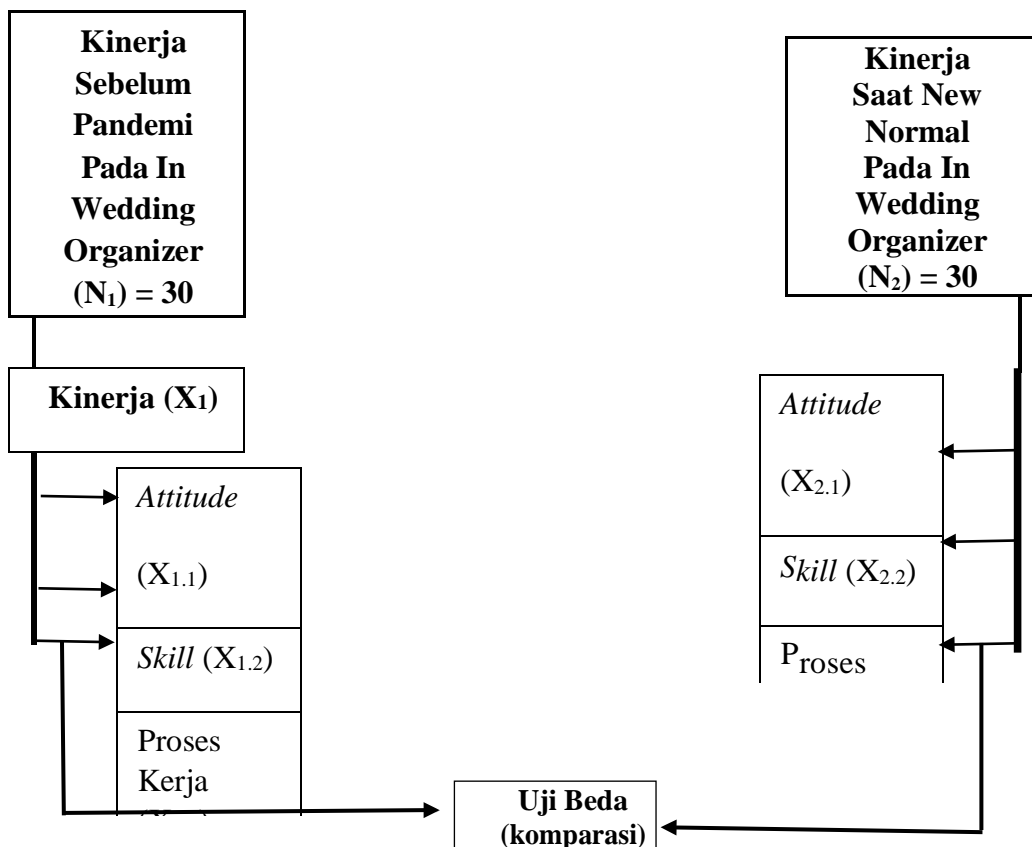 Kinerja
Sebelum
Pandemi
Pada In
Wedding
Organizer
(N₁) = 30
Kinerja
Saat New
Normal
Pada In
Wedding
Organizer
(N₂) = 30
Kinerja (X₁)
Attitude
(X₁.₁)
Skill (X₁.₂)
Proses
Kerja
Attitude
(X₂.₁)
Skill (X₂.₂)
Proses
Uji Beda
(komparasi)